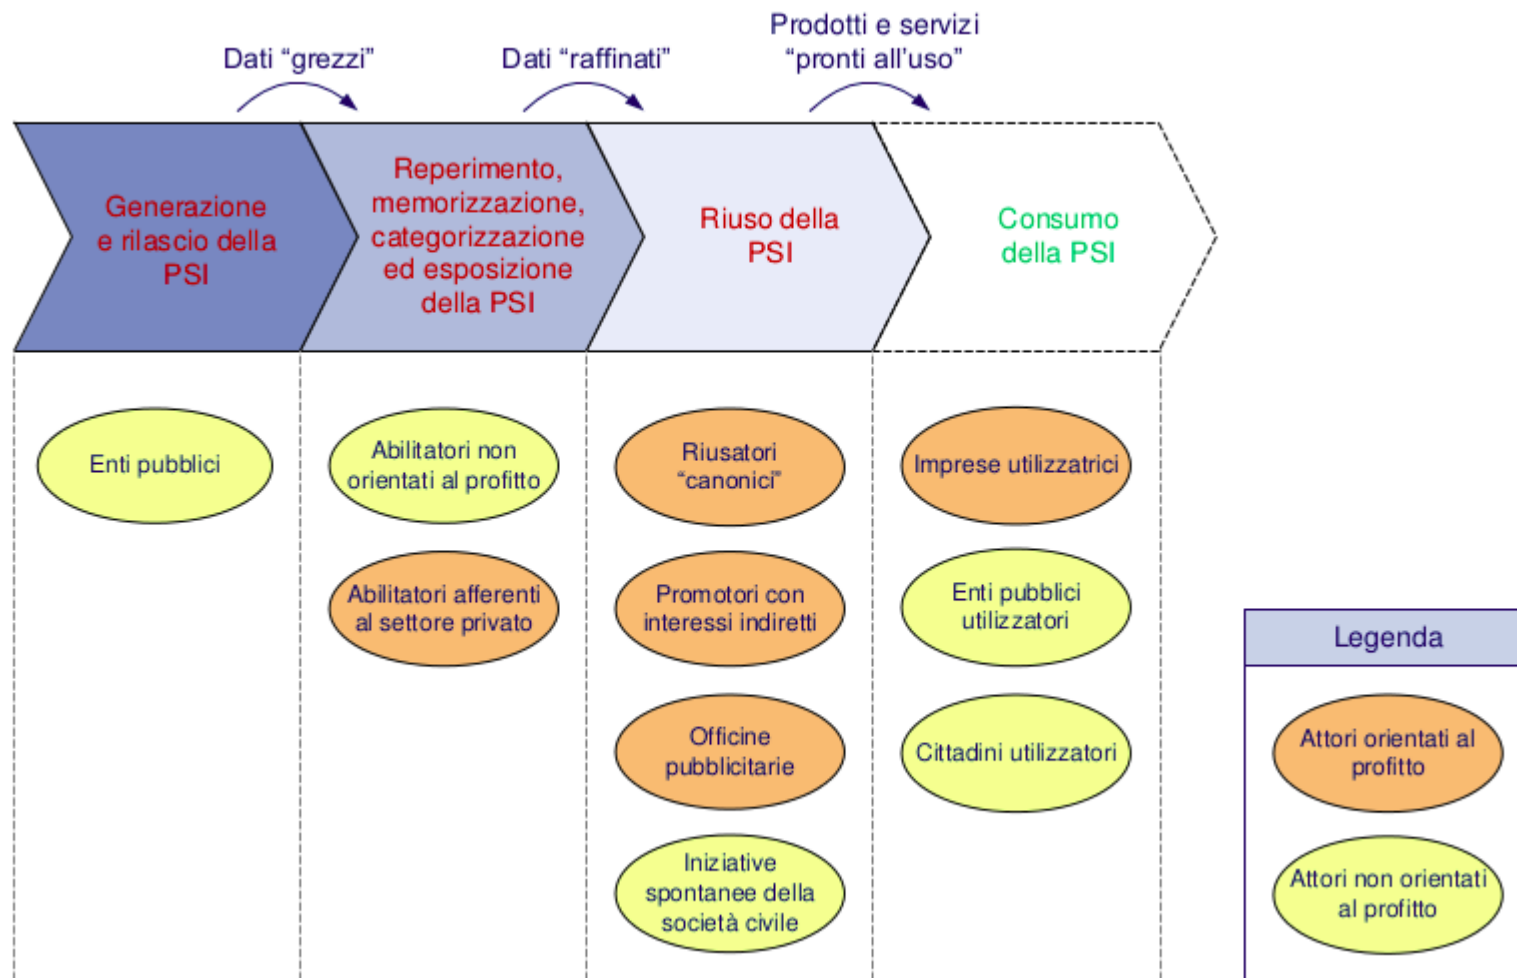 Dati “grezzi”
Dati “raffinati”
Prodotti e servizi
“pronti all’uso”
Generazione
e rilascio della
PSI
Reperimento,
memorizzazione,
categorizzazione
ed esposizione
della PSI
Riuso della
PSI
Consumo
della PSI
Enti pubblici
Abilitatori non
orientati al profitto
Abilitatori afferenti
al settore privato
Riusatori
“canonici”
Promotori con
interessi indiretti
Officine
pubblicitarie
Iniziative
spontanee della
società civile
Imprese utilizzatrici
Enti pubblici
utilizzatori
Cittadini utilizzatori
Legenda
Attori orientati al
profitto
Attori non orientati
al profitto